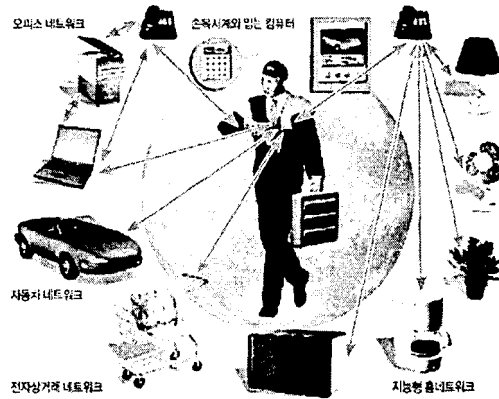 오피스 네트워크
손목시계와 입는 컴퓨터
자동차 네트워크
전자상거래 네트워크
지능형 홈네트워크